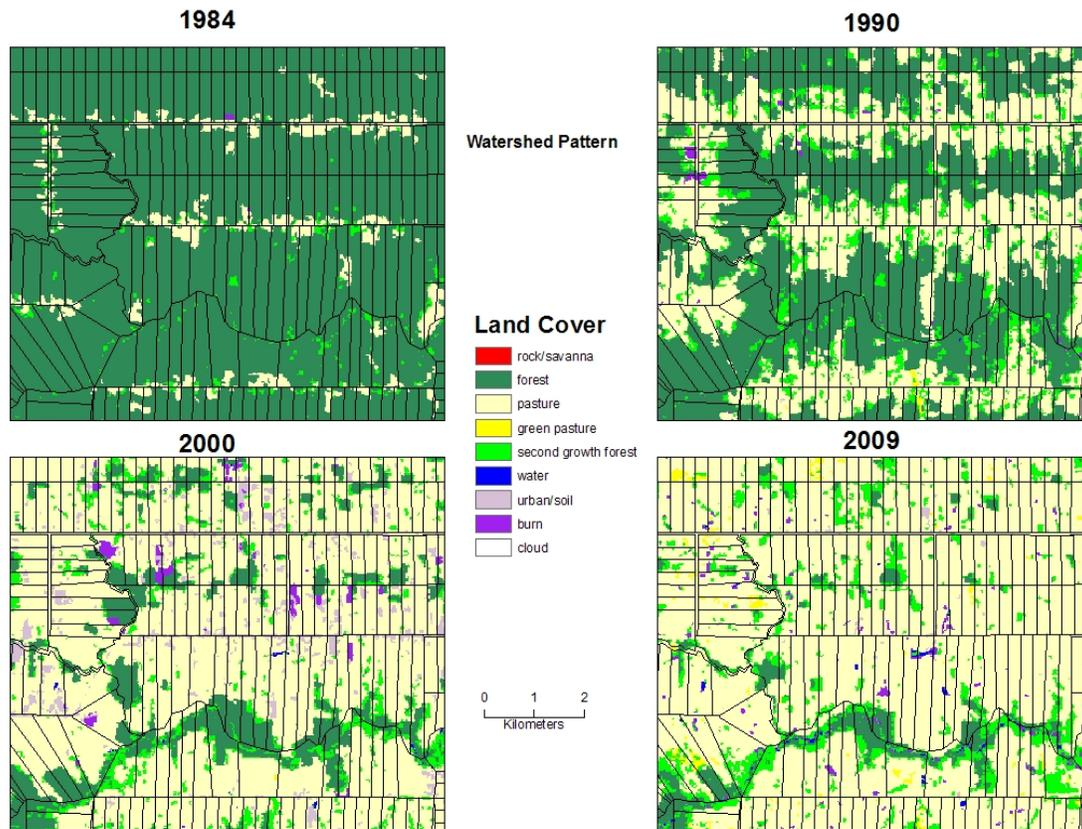 1984
1990
Watershed Pattern
Land Cover
rock/savanna
forest
pasture
green pasture
second growth forest
water
urban/soil
burn
cloud
2000
2009
0 1 2
Kilometers